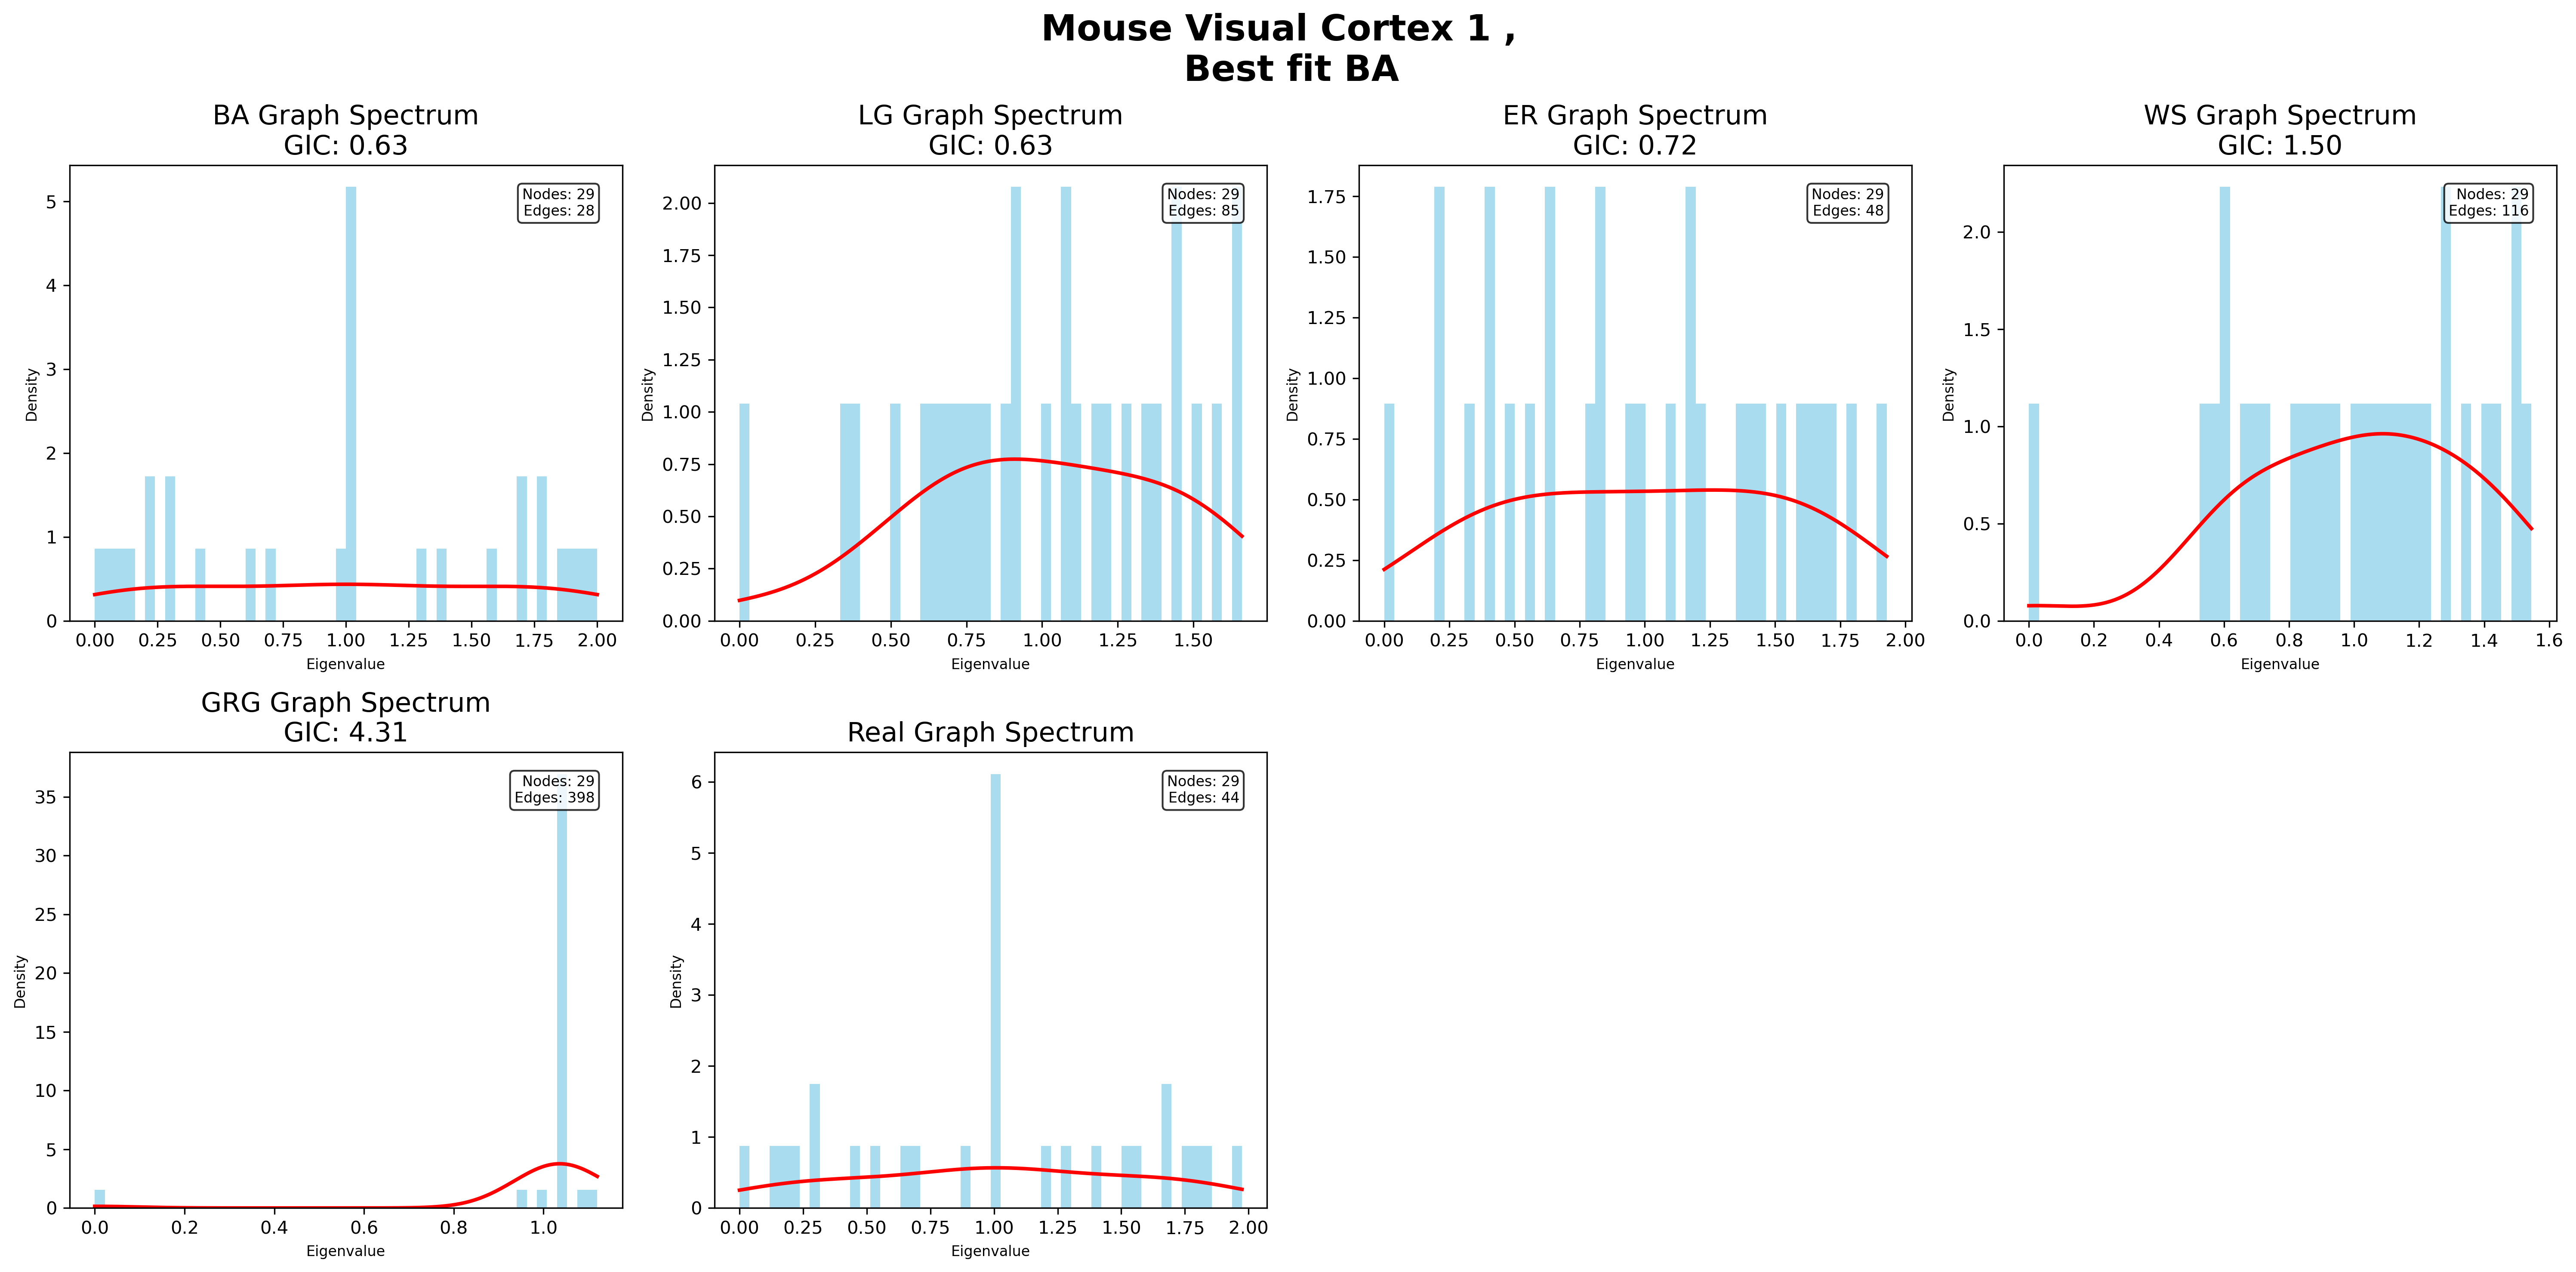 Mouse Visual Cortex 1 ,
Best fit BA
BA Graph Spectrum
GIC: 0.63
Nodes: 29
Edges: 28
Density
5
4
3
2
1
0
0.00 0.25 0.50 0.75 1.00 1.25 1.50 1.75 2.00
Eigenvalue
LG Graph Spectrum
GIC: 0.63
Nodes: 29
Edges: 85
Density
2.00
1.75
1.50
1.25
1.00
0.75
0.50
0.25
0.00
0.00 0.25 0.50 0.75 1.00 1.25 1.50
Eigenvalue
ER Graph Spectrum
GIC: 0.72
Nodes: 29
Edges: 48
Density
1.75
1.50
1.25
1.00
0.75
0.50
0.25
0.00
0.00 0.25 0.50 0.75 1.00 1.25 1.50 1.75 2.00
Eigenvalue
WS Graph Spectrum
GIC: 1.50
Nodes: 29
Edges: 116
Density
2.0
1.5
1.0
0.5
0.0
0.0 0.2 0.4 0.6 0.8 1.0 1.2 1.4 1.6
Eigenvalue
GRG Graph Spectrum
GIC: 4.31
Nodes: 29
Edges: 398
Density
35
30
25
20
15
10
5
0
0.0 0.2 0.4 0.6 0.8 1.0
Eigenvalue
Real Graph Spectrum
Nodes: 29
Edges: 44
Density
6
5
4
3
2
1
0
0.00 0.25 0.50 0.75 1.00 1.25 1.50 1.75 2.00
Eigenvalue